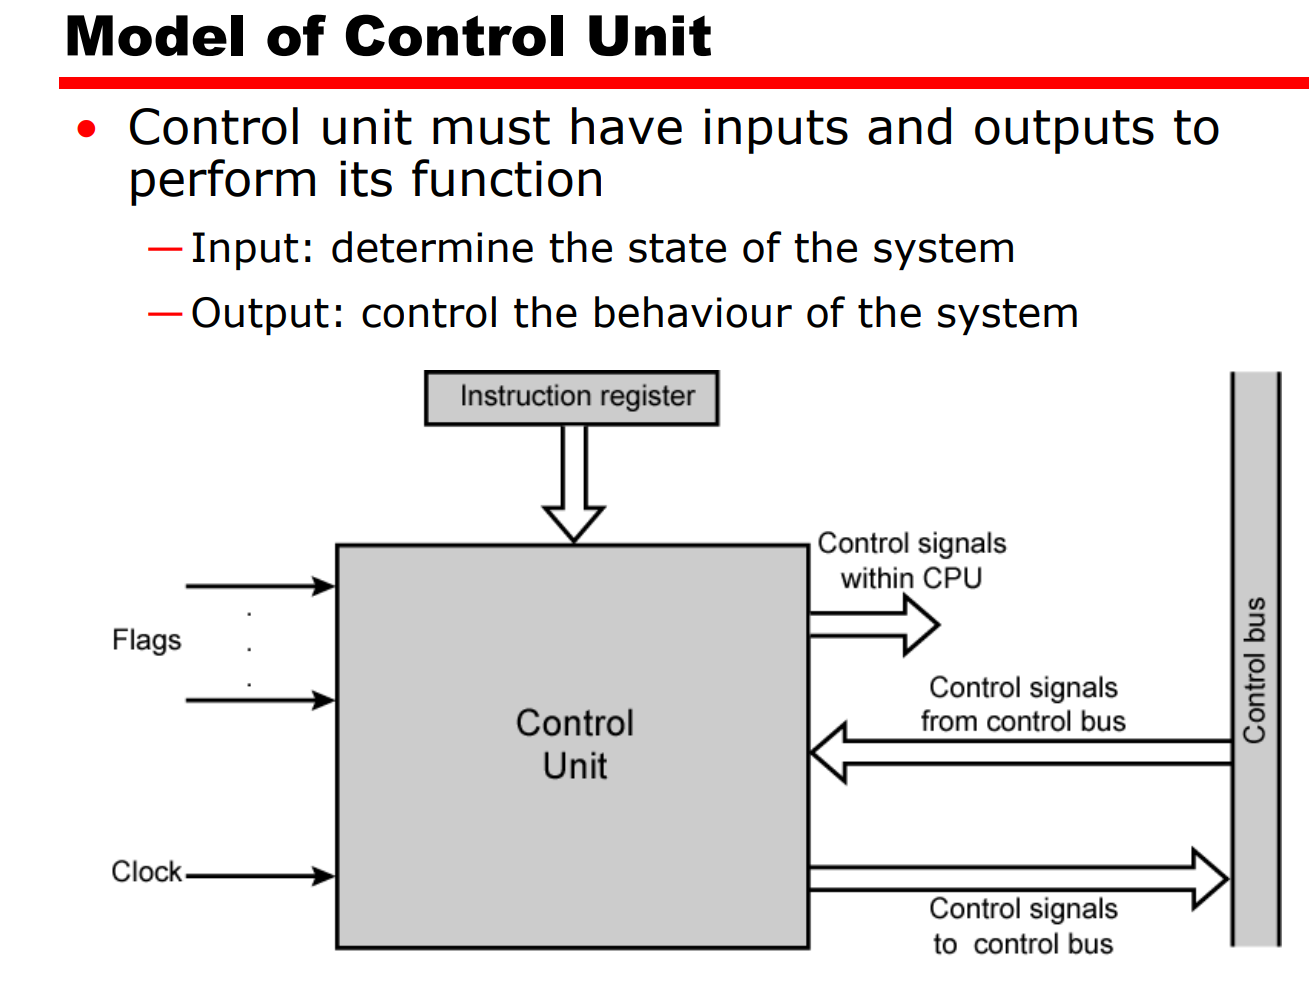 Model of Control Unit
• Control unit must have inputs and outputs to
perform its function
— Input: determine the state of the system
— Output: control the behaviour of the system
Instruction register
Control signals
within CPU
Flags
Control signals
from control bus
Control bus
Control
Unit
Clock
Control signals
to control bus